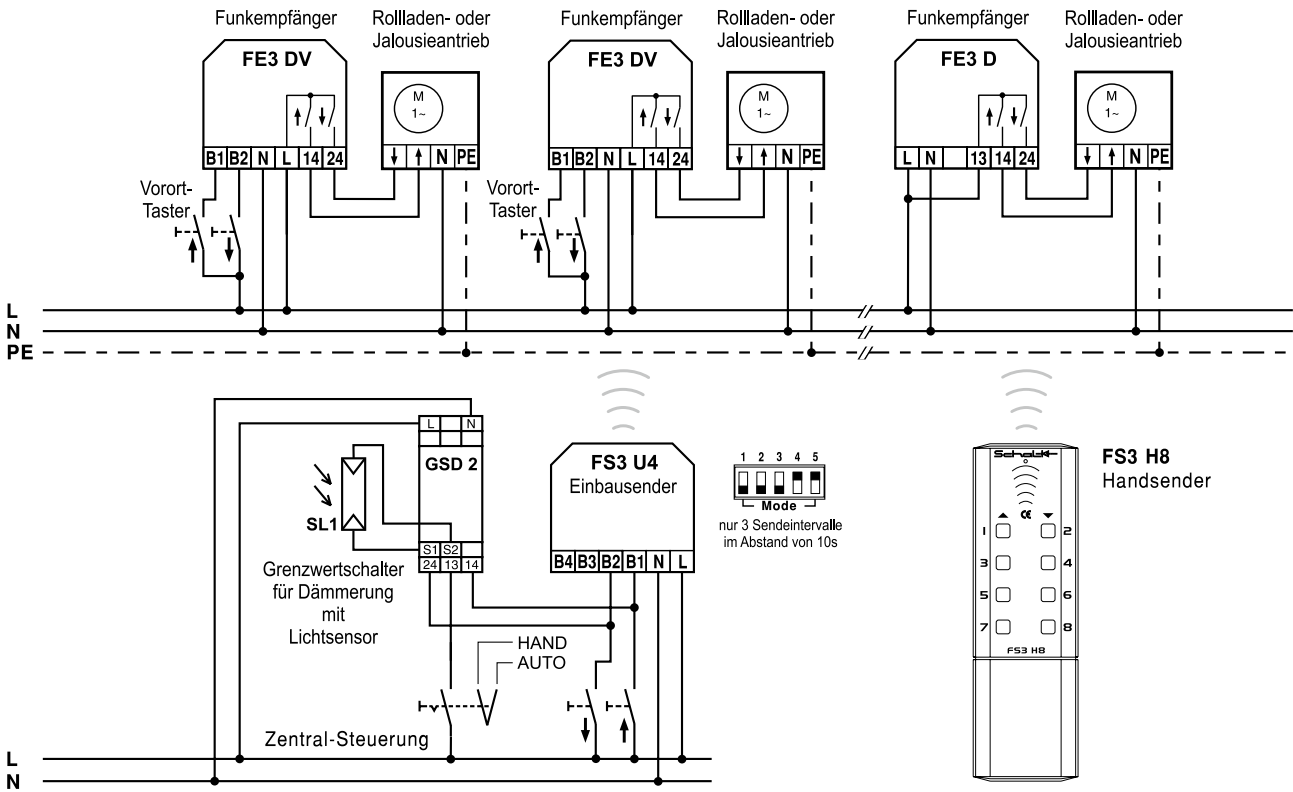 Funkempfänger
Rollladen- oder
Jalousieantrieb
Funkempfänger
Rollladen- oder
Jalousieantrieb
Funkempfänger
Rollladen- oder
Jalousieantrieb
FE3 DV
M
1~
FE3 DV
M
1~
FE3 D
M
1~
B1 B2 N L 14 24
N PE
B1 B2 N L 14 24
N PE
L N 13 14 24
N PE
Vorort-
Taster
Vorort-
Taster
L
N
PE
L N
GSD 2
SL1
S1 S2
24 13 14
Grenzwertschalter
für Dämmerung
mit
Lichtsensor
FS3 U4
Einbausender
B4 B3 B2 B1 N L
1 2 3 4 5
Mode
nur 3 Sendeintervalle
im Abstand von 10s
HAND
AUTO
Zentral-Steuerung
L
N
Schalk
CE
1 2
3 4
5 6
7 8
FS3 H8
FS3 H8
Handsender